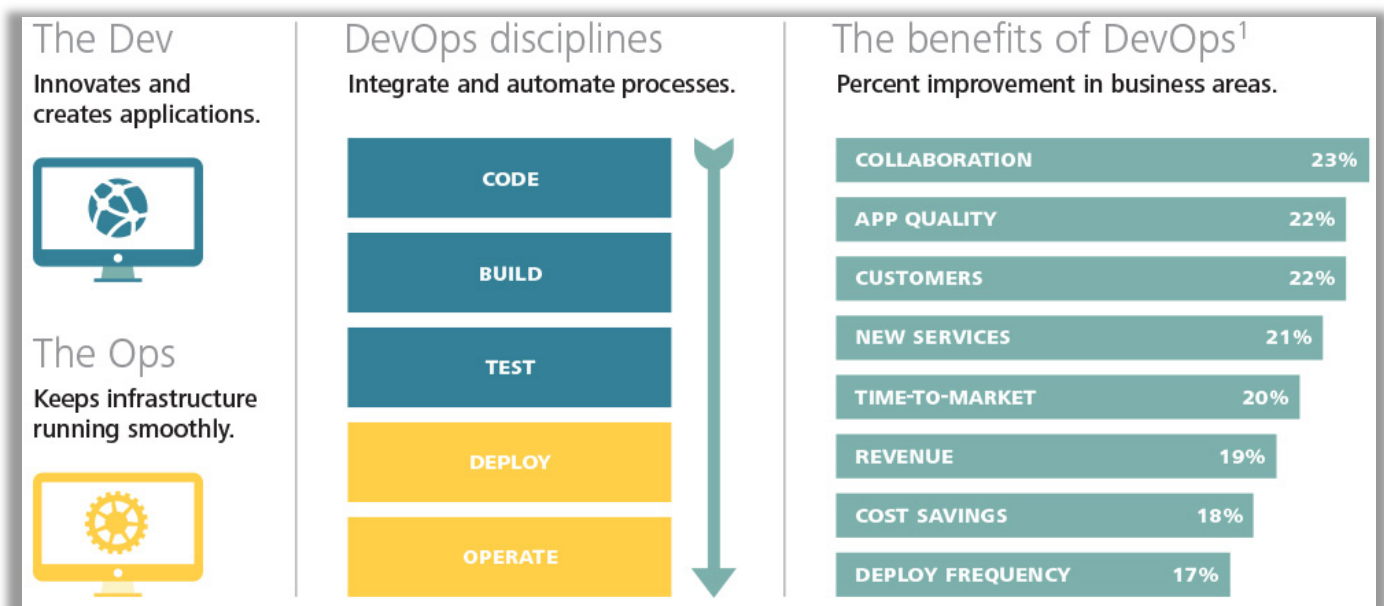 The Dev
Innovates and
creates applications.
The Ops
Keeps infrastructure
running smoothly.
DevOps disciplines
Integrate and automate processes.
CODE
BUILD
TEST
DEPLOY
OPERATE
The benefits of DevOps¹
Percent improvement in business areas.
COLLABORATION 23%
APP QUALITY 22%
CUSTOMERS 22%
NEW SERVICES 21%
TIME-TO-MARKET 20%
REVENUE 19%
COST SAVINGS 18%
DEPLOY FREQUENCY 17%